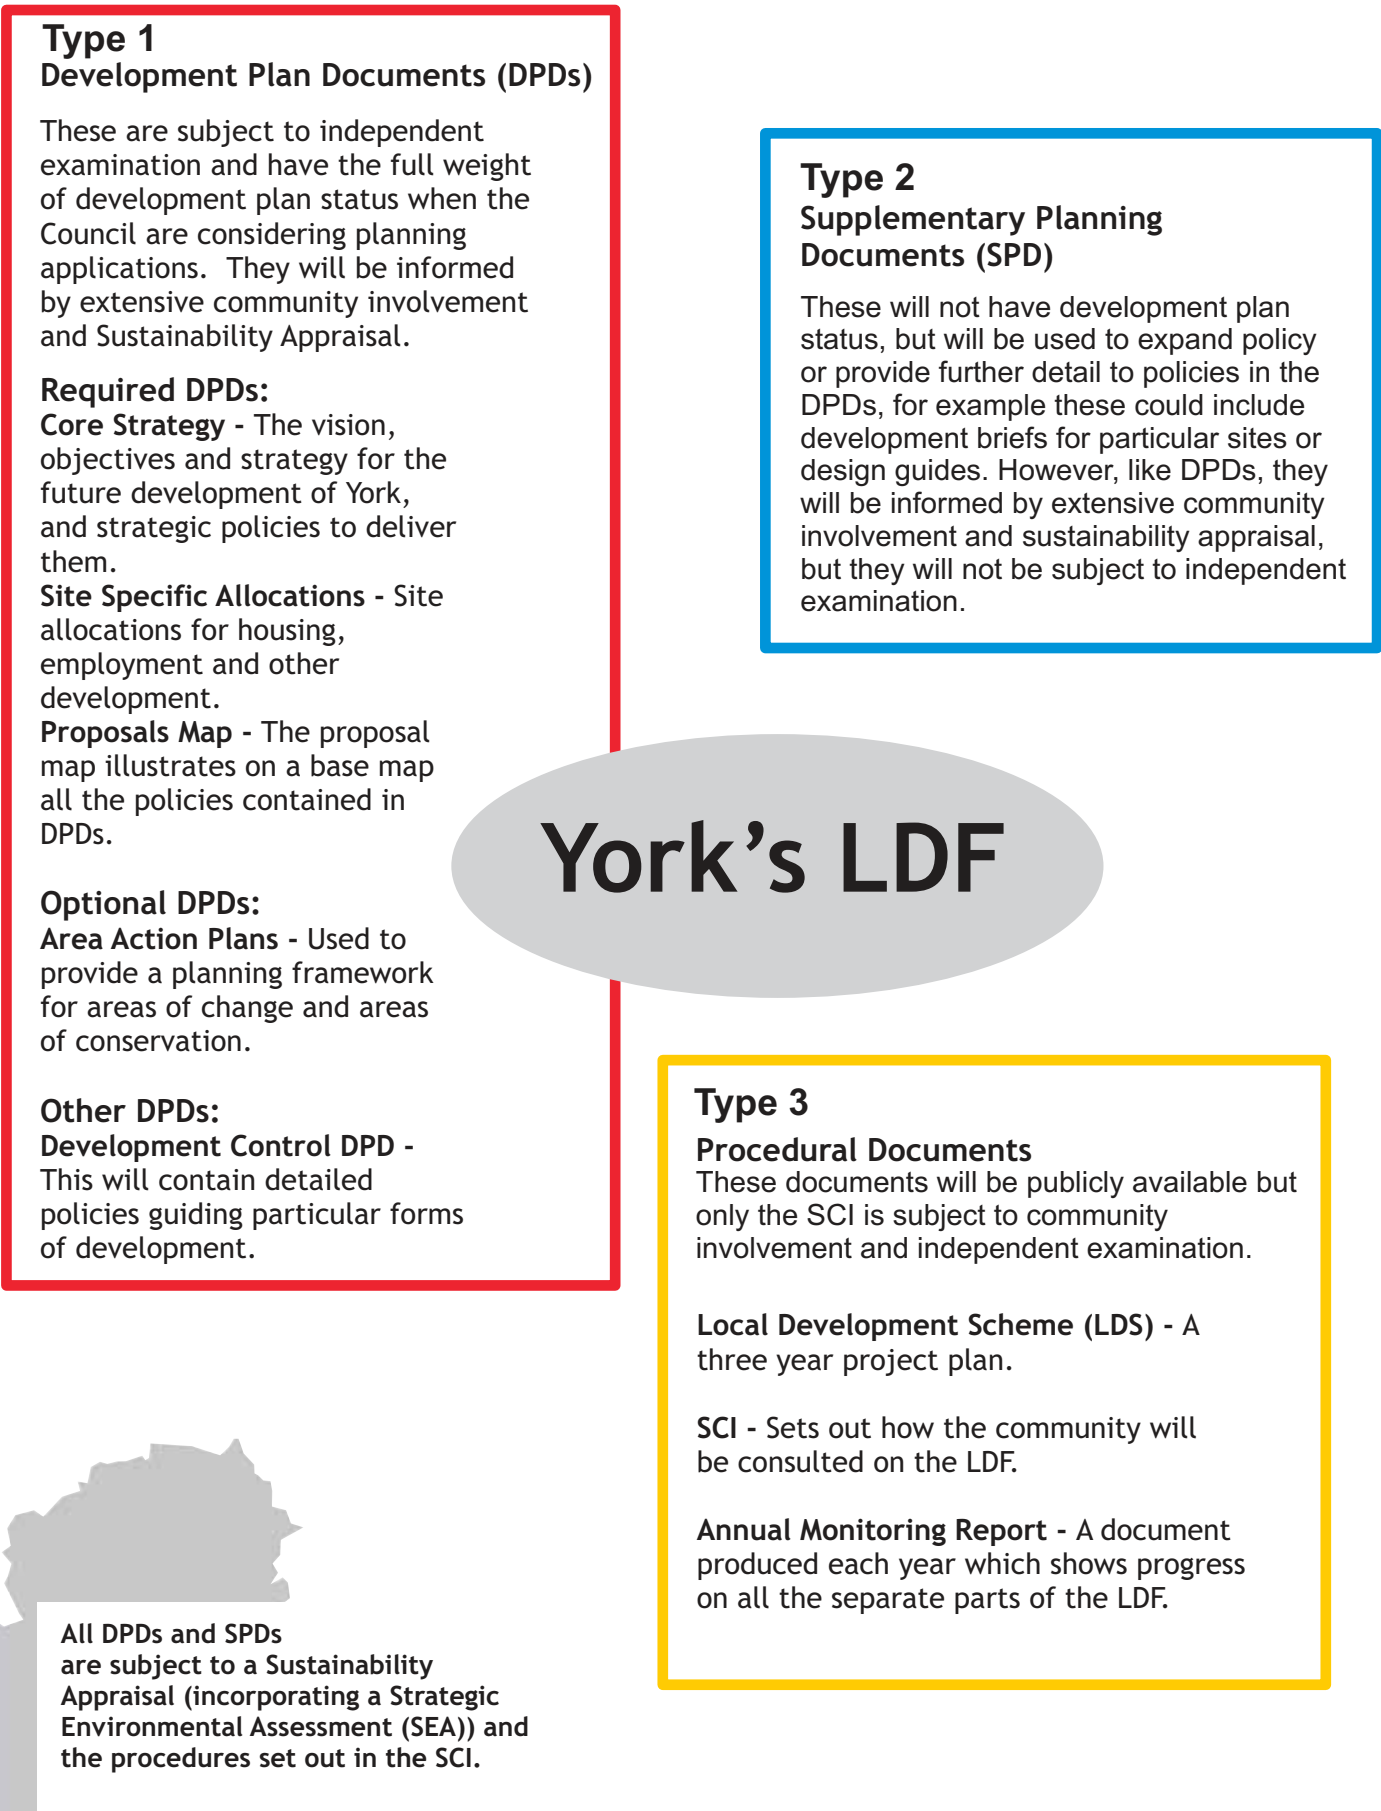 Type 1
Development Plan Documents (DPDs)
These are subject to independent
examination and have the full weight
of development plan status when the
Council are considering planning
applications.  They will be informed
by extensive community involvement
and Sustainability Appraisal.
Required DPDs:
Core Strategy - The vision,
objectives and strategy for the
future development of York,
and strategic policies to deliver
them.
Site Specific Allocations - Site
allocations for housing,
employment and other
development.
Proposals Map - The proposal
map illustrates on a base map
all the policies contained in
DPDs.
Optional DPDs:
Area Action Plans - Used to
provide a planning framework
for areas of change and areas
of conservation.
Other DPDs:
Development Control DPD -
This will contain detailed
policies guiding particular forms
of development.
Type 2
Supplementary Planning
Documents (SPD)
These will not have development plan
status, but will be used to expand policy
or provide further detail to policies in the
DPDs, for example these could include
development briefs for particular sites or
design guides. However, like DPDs, they
will be informed by extensive community
involvement and sustainability appraisal,
but they will not be subject to independent
examination.
York’s LDF
Type 3
Procedural Documents
These documents will be publicly available but
only the SCI is subject to community
involvement and independent examination.
Local Development Scheme (LDS) - A
three year project plan.
SCI - Sets out how the community will
be consulted on the LDF.
Annual Monitoring Report - A document
produced each year which shows progress
on all the separate parts of the LDF.
All DPDs and SPDs
are subject to a Sustainability
Appraisal (incorporating a Strategic
Environmental Assessment (SEA)) and
the procedures set out in the SCI.